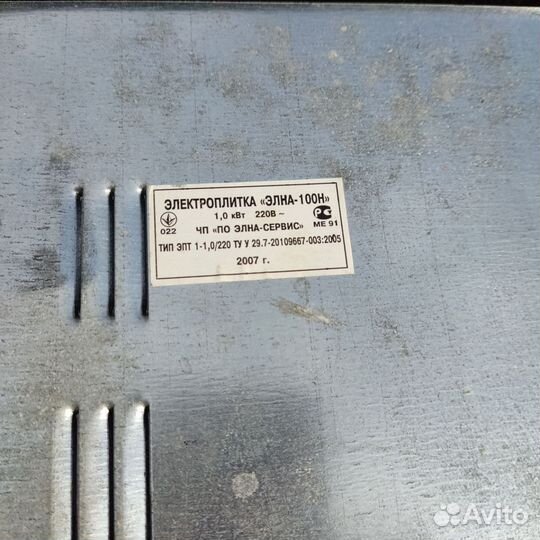 ЭЛЕКТРОПЛИТКА «ЭЛНА-100Н»
1,0 кВт 220В ~
022 ЧП «ПО ЭЛНА-СЕРВИС» МЕ 91
ТИП ЭПТ 1-1,0/220 ТУ У 29.7-20109667-003:2005
2007 г.
Avito